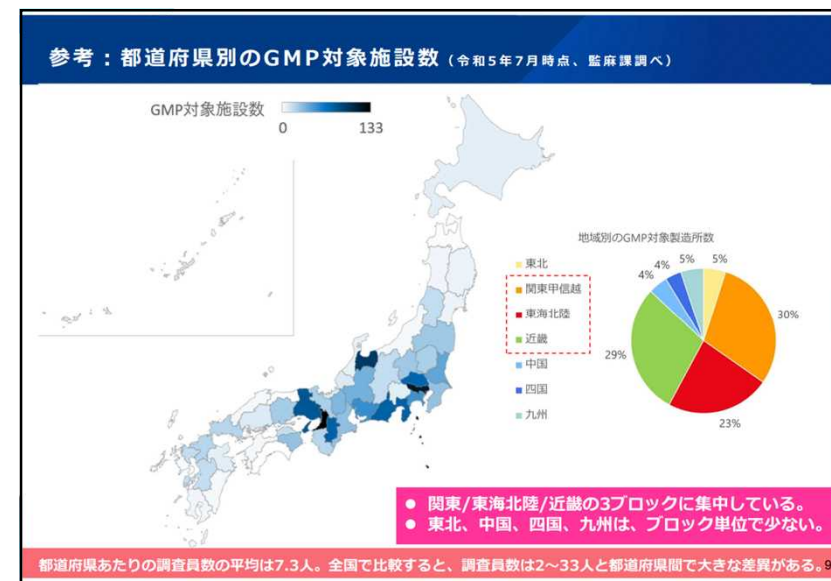 参考:都道府県別のGMP対象施設数(令和5年7月時点、監麻課調べ)
GMP対象施設数
0 133
地域別のGMP対象製造所数
東北
関東甲信越
東海北陸
近畿
中国
四国
九州
5%
30%
23%
29%
4%
4%
5%
● 関東/東海北陸/近畿の3ブロックに集中している。
● 東北、中国、四国、九州は、ブロック単位で少ない。
都道府県あたりの調査員数の平均は7.3人。全国で比較すると、調査員数は2~33人と都道府県間で大きな差異がある。
9